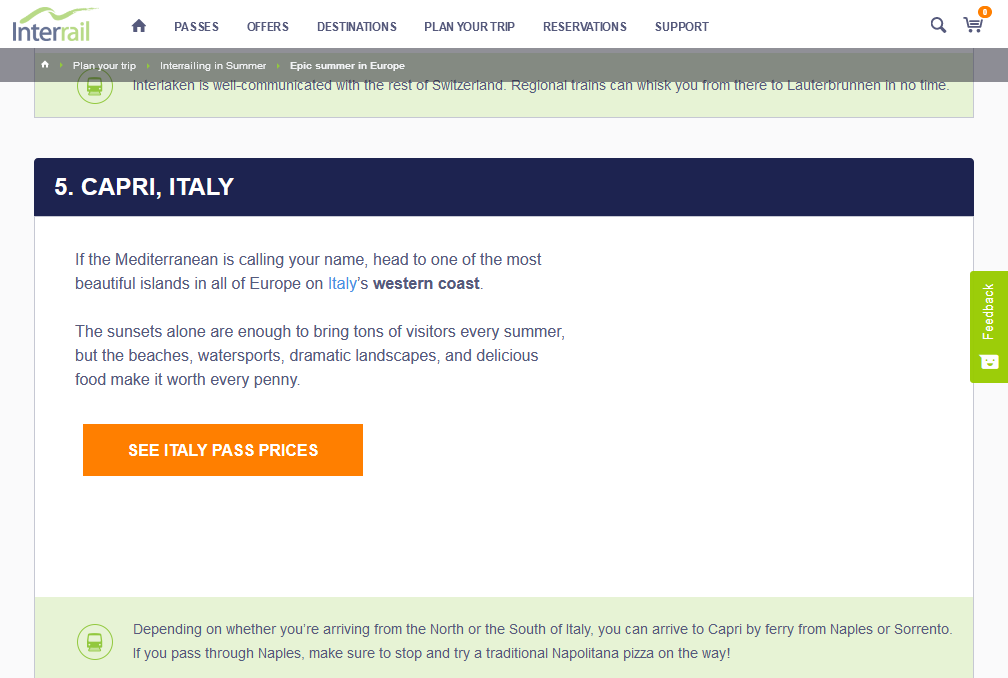 Interrail
PASSES
OFFERS
DESTINATIONS
PLAN YOUR TRIP
RESERVATIONS
SUPPORT
0
Plan your trip
Interrailing in Summer
Epic summer in Europe
Interlaken is well-communicated with the rest of Switzerland. Regional trains can whisk you from there to Lauterbrunnen in no time.
5. CAPRI, ITALY
If the Mediterranean is calling your name, head to one of the most
beautiful islands in all of Europe on Italy's western coast.
The sunsets alone are enough to bring tons of visitors every summer,
but the beaches, watersports, dramatic landscapes, and delicious
food make it worth every penny.
SEE ITALY PASS PRICES
Feedback
Depending on whether you're arriving from the North or the South of Italy, you can arrive to Capri by ferry from Naples or Sorrento.
If you pass through Naples, make sure to stop and try a traditional Napolitana pizza on the way!